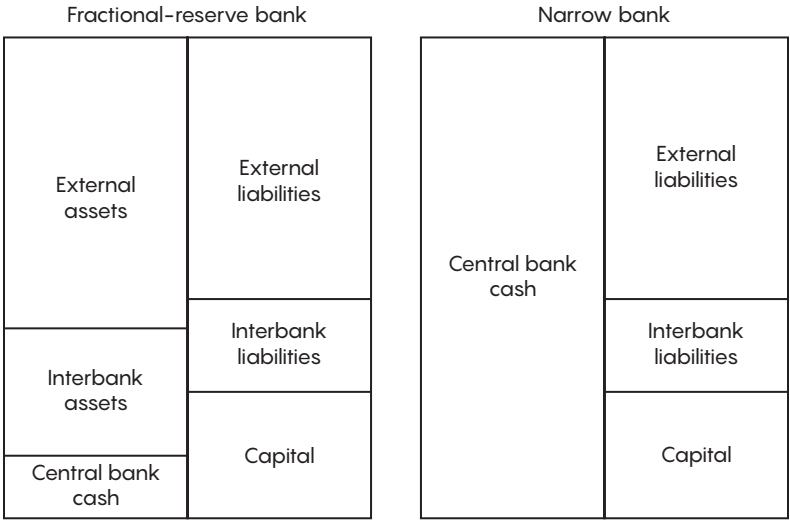 Fractional-reserve bank
External
assets
Interbank
assets
Central bank
cash
External
liabilities
Interbank
liabilities
Capital
Narrow bank
Central bank
cash
External
liabilities
Interbank
liabilities
Capital